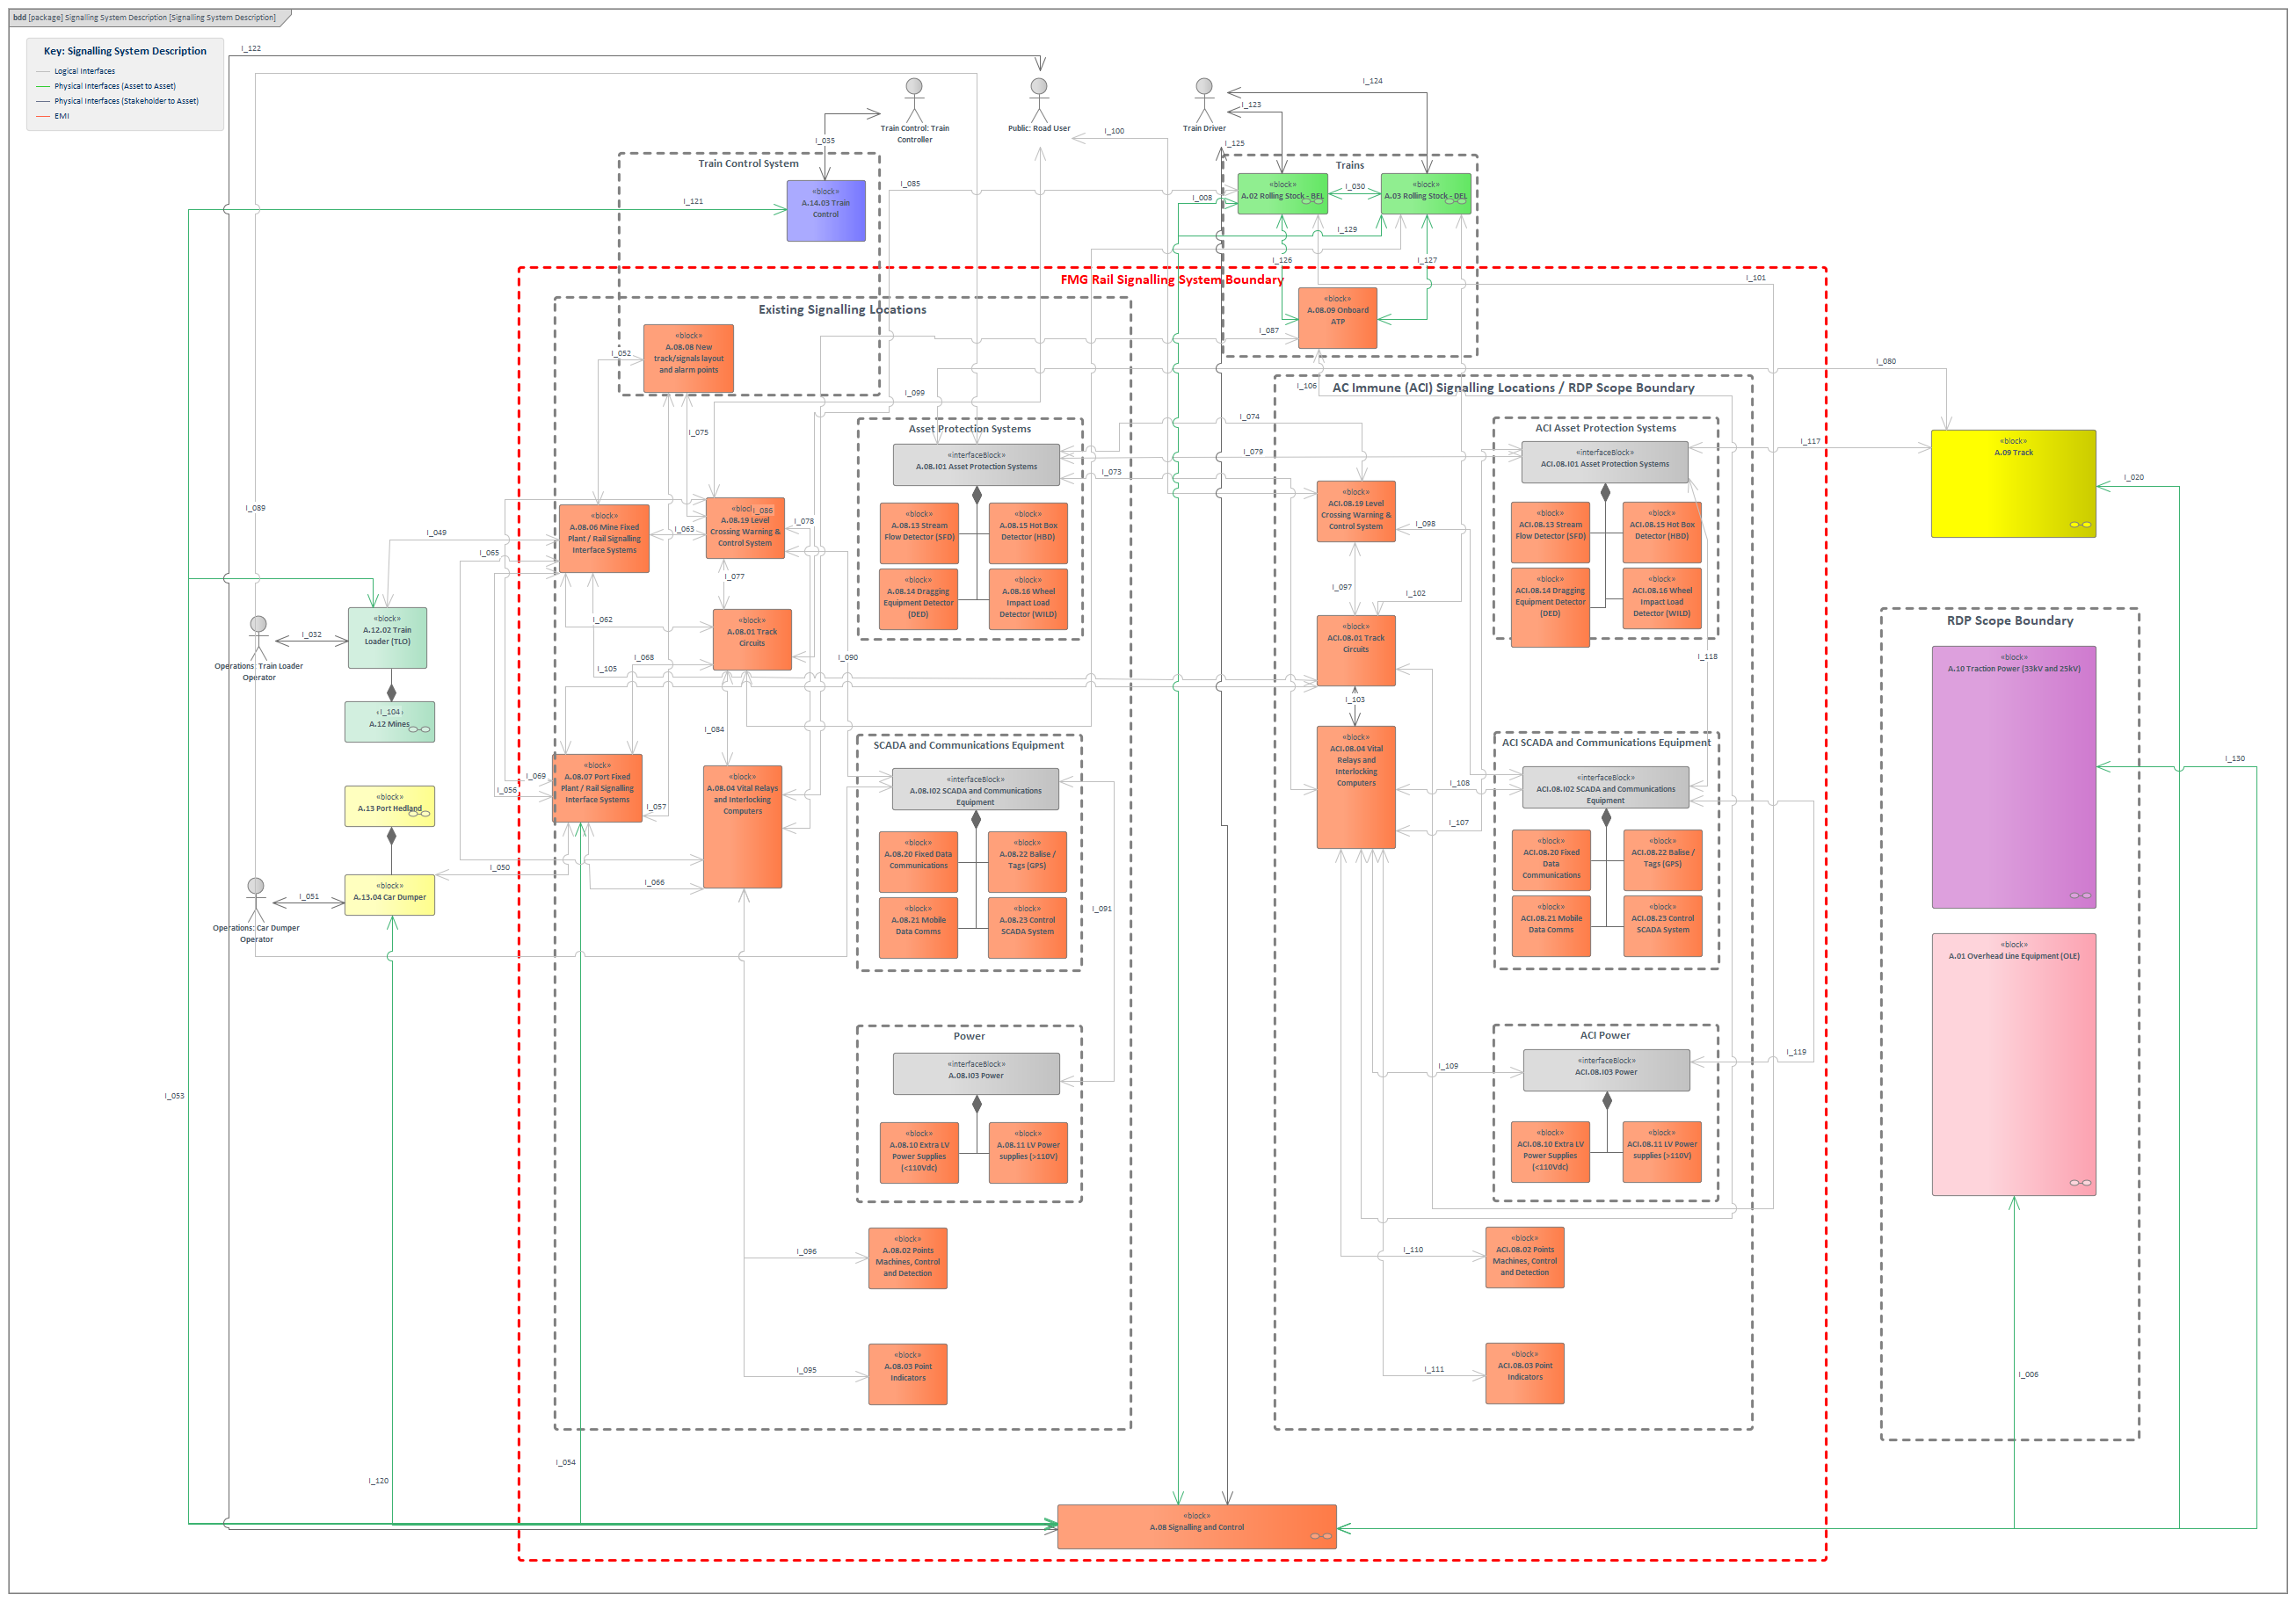 bdd [package] Signalling System Description [Signalling System Description]
Key: Signalling System Description
Logical Interfaces
Physical Interfaces (Asset to Asset)
Physical Interfaces (Stakeholder to Asset)
EMI
I_122
I_124
I_123
Train Control: Train
Controller
Public: Road User
Train Driver
I_100
I_035
I_125
Train Control System
Trains
«block»
A.14.03 Train
Control
I_121
I_085
I_008
«block»
A.02 Rolling Stock - BEL
I_030
«block»
A.03 Rolling Stock - DEL
I_129
I_126
I_127
I_101
FMG Rail Signalling System Boundary
Existing Signalling Locations
«block»
A.08.09 Onboard
ATP
I_087
«block»
A.08.08 New
track/signals layout
and alarm points
I_052
I_080
I_106
AC Immune (ACI) Signalling Locations / RDP Scope Boundary
I_099
I_075
I_074
Asset Protection Systems
«interfaceBlock»
A.08.I01 Asset Protection Systems
I_079
I_073
ACI Asset Protection Systems
«interfaceBlock»
ACI.08.I01 Asset Protection Systems
I_117
«block»
A.09 Track
I_020
I_089
«block»
A.08.06 Mine Fixed
Plant / Rail Signalling
Interface Systems
I_063
I_086
A.08.19 Level
Crossing Warning &
Control System
I_078
«block»
A.08.13 Stream
Flow Detector (SFD)
«block»
A.08.15 Hot Box
Detector (HBD)
«block»
A.08.14 Dragging
Equipment Detector
(DED)
«block»
A.08.16 Wheel
Impact Load
Detector (WILD)
«block»
ACI.08.19 Level
Crossing Warning &
Control System
I_098
«block»
ACI.08.13 Stream
Flow Detector (SFD)
«block»
ACI.08.15 Hot Box
Detector (HBD)
«block»
ACI.08.14 Dragging
Equipment Detector
(DED)
«block»
ACI.08.16 Wheel
Impact Load
Detector (WILD)
I_049
I_065
I_077
I_097
I_102
Operations: Train Loader
Operator
I_032
«block»
A.12.02 Train
Loader (TLO)
I_062
«block»
A.08.01 Track
Circuits
«block»
ACI.08.01 Track
Circuits
RDP Scope Boundary
«block»
A.10 Traction Power (33kV and 25kV)
I_068
I_105
I_090
I_118
I_104
A.12 Mines
I_103
I_084
I_130
«block»
A.08.07 Port Fixed
Plant / Rail Signalling
Interface Systems
I_069
I_056
I_057
«block»
A.08.04 Vital Relays
and Interlocking
Computers
SCADA and Communications Equipment
«interfaceBlock»
A.08.I02 SCADA and Communications
Equipment
«block»
ACI.08.04 Vital
Relays and
Interlocking
Computers
I_108
I_107
ACI SCADA and Communications Equipment
«interfaceBlock»
ACI.08.I02 SCADA and Communications
Equipment
«block»
A.13 Port Hedland
«block»
A.08.20 Fixed Data
Communications
«block»
A.08.22 Balise /
Tags (GPS)
«block»
A.08.21 Mobile
Data Comms
«block»
A.08.23 Control
SCADA System
«block»
ACI.08.20 Fixed
Data
Communications
«block»
ACI.08.22 Balise /
Tags (GPS)
«block»
ACI.08.21 Mobile
Data Comms
«block»
ACI.08.23 Control
SCADA System
I_050
I_066
I_091
Operations: Car Dumper
Operator
I_051
«block»
A.13.04 Car Dumper
«block»
A.01 Overhead Line Equipment (OLE)
Power
«interfaceBlock»
A.08.I03 Power
ACI Power
«interfaceBlock»
ACI.08.I03 Power
I_109
I_119
I_053
«block»
A.08.10 Extra LV
Power Supplies
(<110Vdc)
«block»
A.08.11 LV Power
supplies (>110V)
«block»
ACI.08.10 Extra LV
Power Supplies
(<110Vdc)
«block»
ACI.08.11 LV Power
supplies (>110V)
I_096
«block»
A.08.02 Points
Machines, Control
and Detection
I_110
«block»
ACI.08.02 Points
Machines, Control
and Detection
I_095
«block»
A.08.03 Point
Indicators
I_111
«block»
ACI.08.03 Point
Indicators
I_006
I_120
I_054
«block»
A.08 Signalling and Control